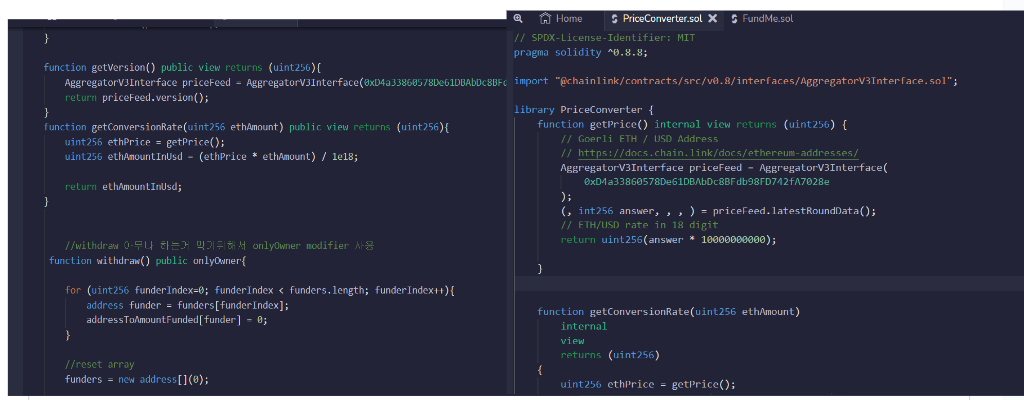 }
function getVersion() public view returns (uint256){
AggregatorV3Interface priceFeed = AggregatorV3Interface(0xD4a33860578De61DBAbDc8BFd
return priceFeed.version();
}
function getConversionRate(uint256 ethAmount) public view returns (uint256){
uint256 ethPrice = getPrice();
uint256 ethAmountInUsd = (ethPrice * ethAmount) / 1e18;
return ethAmountInUsd;
}
//withdraw 아무나 하는거 막기위해서 onlyOwner modifier 사용
function withdraw() public onlyOwner{
for (uint256 funderIndex=0; funderIndex < funders.length; funderIndex++){
address funder = funders[funderIndex];
addressToAmountFunded[funder] = 0;
}
//reset array
funders = new address[](0);
Home PriceConverter.sol FundMe.sol
// SPDX-License-Identifier: MIT
pragma solidity ^0.8.8;
import "@chainlink/contracts/src/v0.8/interfaces/AggregatorV3Interface.sol";
library PriceConverter {
function getPrice() internal view returns (uint256) {
// Goerli ETH / USD Address
// https://docs.chain.link/docs/ethereum-addresses/
AggregatorV3Interface priceFeed = AggregatorV3Interface(
0xD4a33860578De61DBAbDc8BFdb98FD742fA7028e
);
(, int256 answer, , , ) = priceFeed.latestRoundData();
// ETH/USD rate in 18 digit
return uint256(answer * 10000000000);
}
function getConversionRate(uint256 ethAmount)
internal
view
returns (uint256)
{
uint256 ethPrice = getPrice();